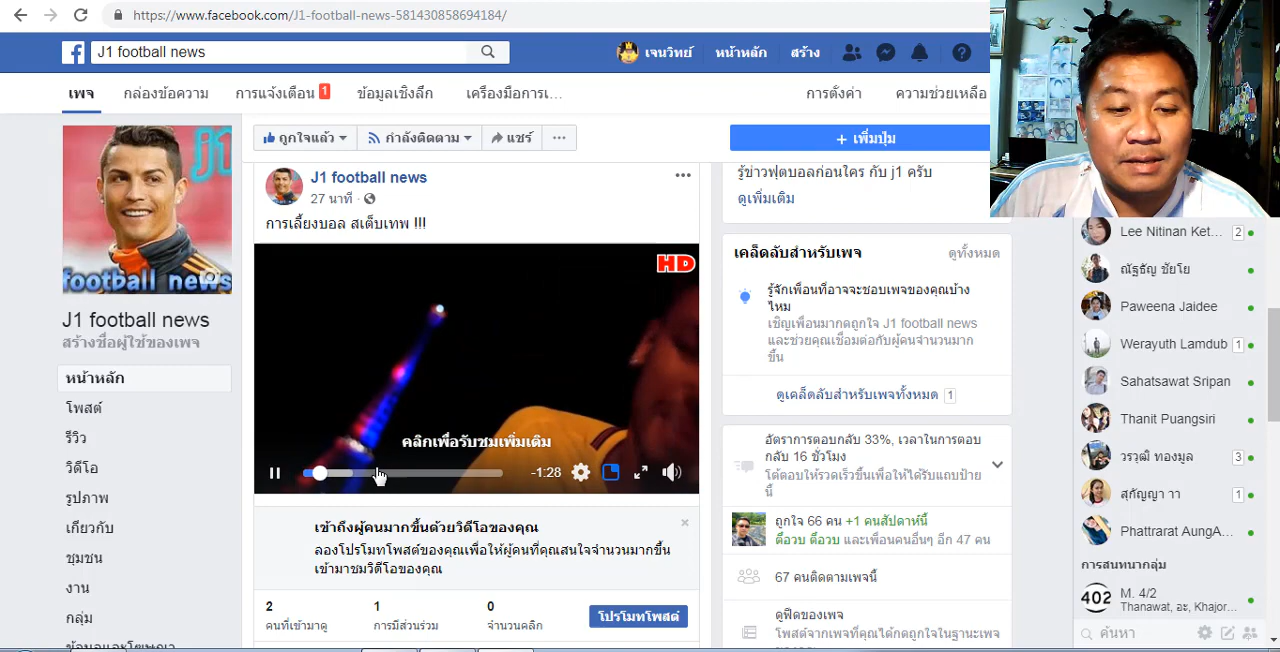 https://www.facebook.com/J1-football-news-581430858694184/
J1 football news
เจนวิทย์
หน้าหลัก
สร้าง
เพจ
กล่องข้อความ
การแจ้งเตือน 1
ข้อมูลเชิงลึก
เครื่องมือการเ...
การตั้งค่า
ความช่วยเหลือ
football news
J1 football news
สร้างชื่อผู้ใช้ของเพจ
หน้าหลัก
โพสต์
รีวิว
วิดีโอ
รูปภาพ
เกี่ยวกับ
ชุมชน
งาน
กลุ่ม
ถูกใจแล้ว
กำลังติดตาม
แชร์
...
+ เพิ่มปุ่ม
J1 football news
27 นาที
การเลี้ยงบอล สเต็บเทพ !!!
HD
คลิกเพื่อรับชมเพิ่มเติม
-1:28
เข้าถึงผู้คนมากขึ้นด้วยวิดีโอของคุณ
ลองโปรโมทโพสต์ของคุณเพื่อให้ผู้คนที่คุณสนใจจำนวนมากขึ้น
เข้ามาชมวิดีโอของคุณ
2
คนที่เข้ามาดู
1
การมีส่วนร่วม
0
จำนวนคลิก
โปรโมทโพสต์
รู้ข่าวฟุตบอลก่อนใคร กับ j1 ครับ
ดูเพิ่มเติม
เคล็ดลับสำหรับเพจ
ดูทั้งหมด
รู้จักเพื่อนที่อาจจะชอบเพจของคุณบ้าง
ไหม
เชิญเพื่อนมากดถูกใจ J1 football news
และช่วยคุณเชื่อมต่อกับผู้คนจำนวนมาก
ขึ้น
ดูเคล็ดลับสำหรับเพจทั้งหมด 1
อัตราการตอบกลับ 33%, เวลาในการตอบ
กลับ 16 ชั่วโมง
โต้ตอบให้รวดเร็วขึ้นเพื่อให้ได้รับแถบป้าย
นี้
ถูกใจ 66 คน +1 คนสัปดาห์นี้
ตือวบ ตือวบ และเพื่อนคนอื่นๆ อีก 47 คน
67 คนติดตามเพจนี้
ดูฟีดของเพจ
โพสต์จากเพจที่คุณได้กดถูกใจในฐานะเพจ
Lee Nitinan Ket... 2
ณัฐธัญ ชัยโย
Paweena Jaidee
Werayuth Lamdub 1
Sahatsawat Sripan
Thanit Puangsiri
วรวุฒิ ทองมูล 3
สุกัญญา าา 1
Phattrarat AungA...
การสนทนากลุ่ม
402
M. 4/2
Thanawat, อะ, Khajor...
ค้นหา